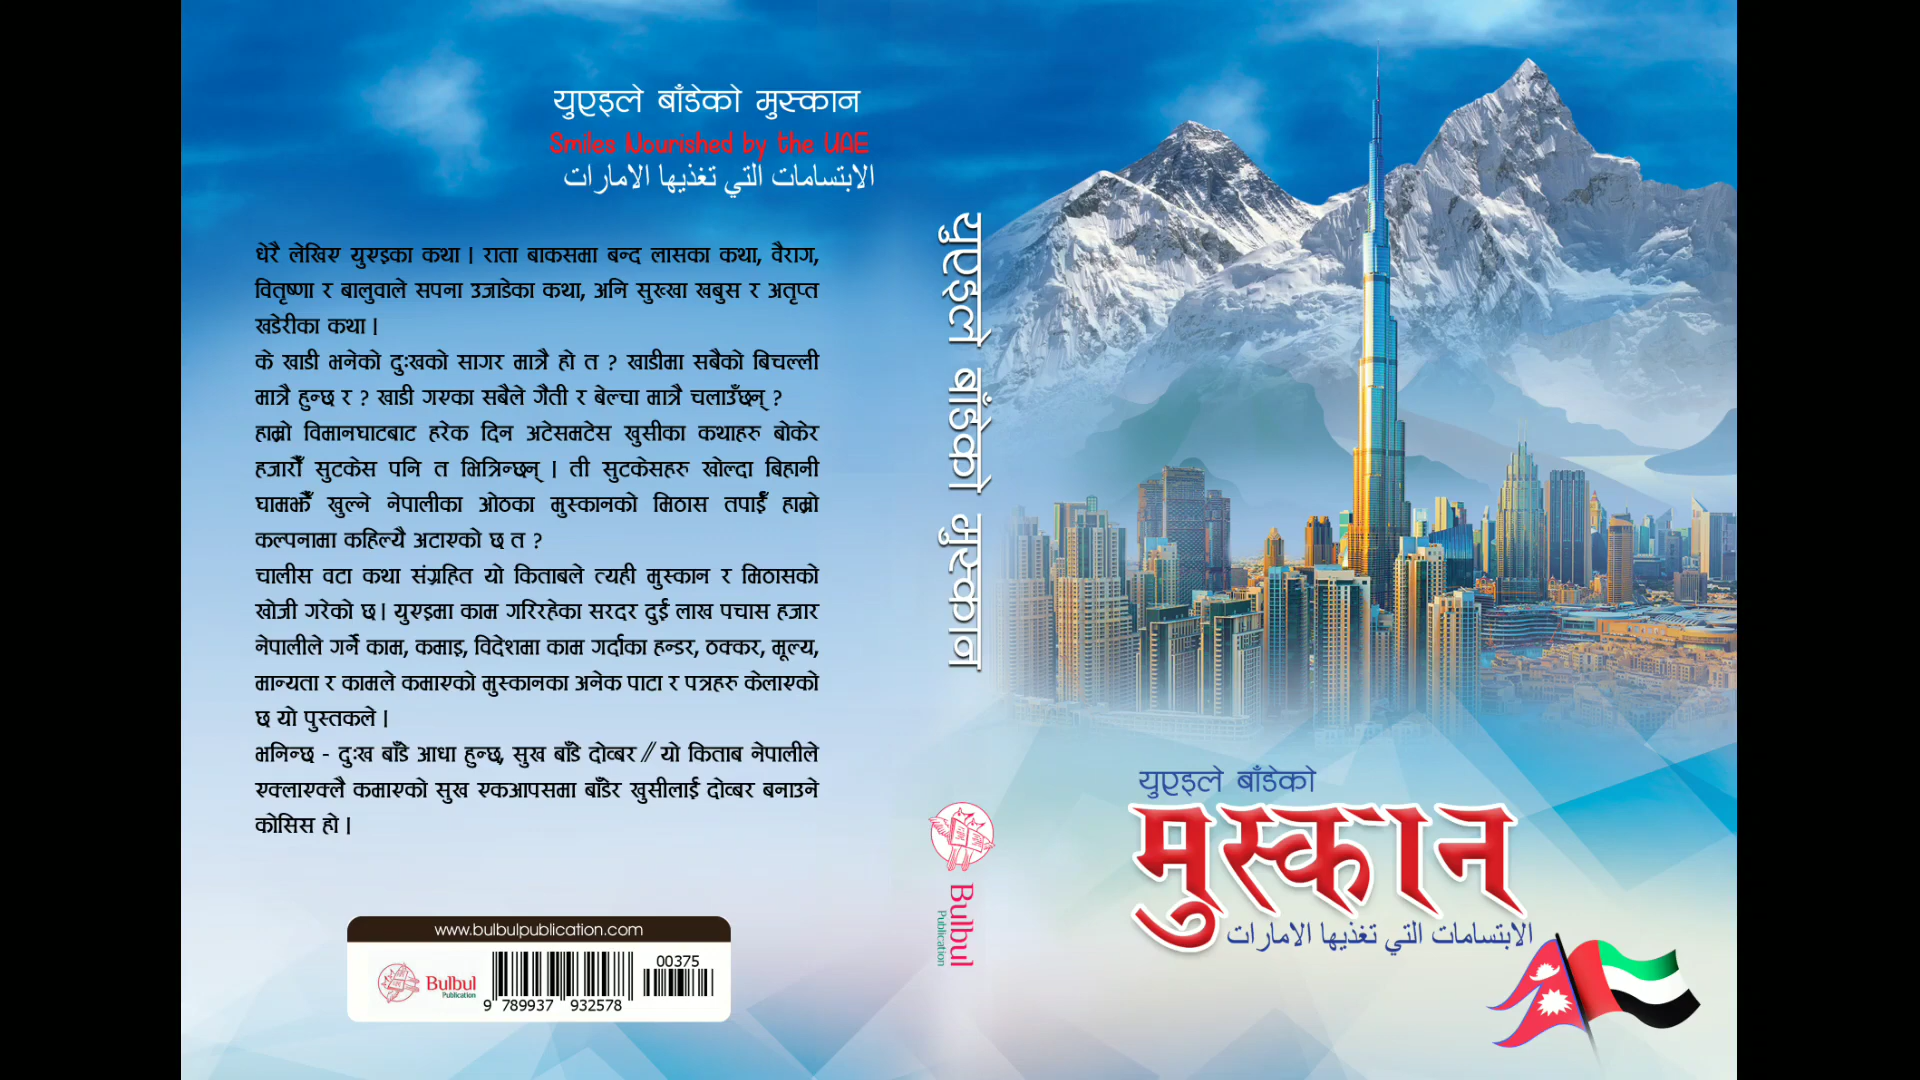 युएइले बाँडेको मुस्कान
Smiles Nourished by the UAE
الابتسامات التي تغذيها الامارات
धेरै लेखिए युएइका कथा । राता बाकसमा बन्द लासका कथा, वैराग,
वितृष्णा र बालुवाले सपना उजाडेका कथा, अनि सुख्खा खबुस र अतृप्त
खडेरीका कथा ।
के खाडी भनेको दुःखको सागर मात्रै हो त ? खाडीमा सबैको बिचल्ली
मात्रै हुन्छ र ? खाडी गएका सबैले गैती र बेल्चा मात्रै चलाउँछन् ?
हाम्रो विमानघाटबाट हरेक दिन अटेसमटेस खुसीका कथाहरु बोकेर
हजारौँ सुटकेस पनि त भित्रिन्छन् । ती सुटकेसहरु खोल्दा बिहानी
घामझैँ खुल्ने नेपालीका ओठका मुस्कानको मिठास तपाईँ हाम्रो
कल्पनामा कहिल्यै अटाएको छ त ?
चालीस वटा कथा संग्रहित यो किताबले त्यही मुस्कान र मिठासको
खोजी गरेको छ । युएइमा काम गरिरहेका सरदर दुई लाख पचास हजार
नेपालीले गर्ने काम, कमाइ, विदेशमा काम गर्दाका हन्डर, ठक्कर, मूल्य,
मान्यता र कामले कमाएको मुस्कानका अनेक पाटा र पत्रहरु केलाएको
छ यो पुस्तकले ।
भनिन्छ - दुःख बाँडे आधा हुन्छ, सुख बाँडे दोब्बर // यो किताब नेपालीले
एक्लाएक्लै कमाएको सुख एकआपसमा बाँडेर खुसीलाई दोब्बर बनाउने
कोसिस हो ।
www.bulbulpublication.com
Bulbul
Publication
00375
9 789937 932578
युएइले बाँडेको मुस्कान
Bulbul
Publication
युएइले बाँडेको
मुस्कान
الابتسامات التي تغذيها الامارات